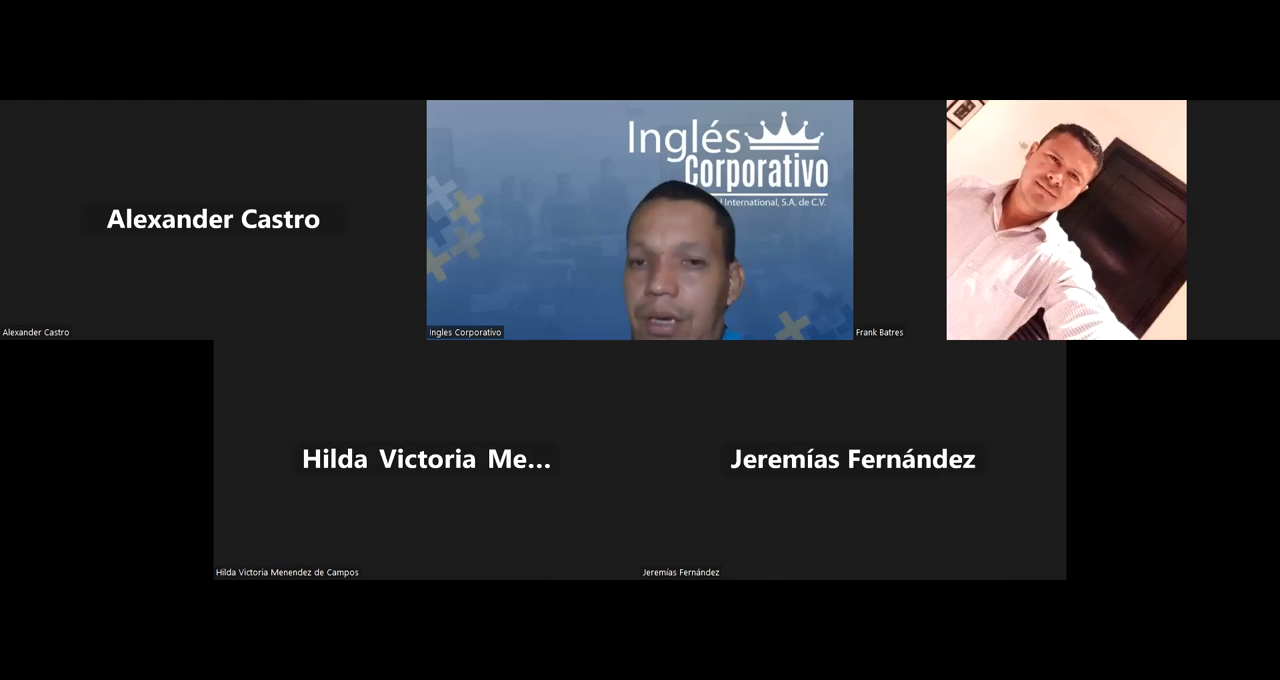 Alexander Castro
Alexander Castro
Inglés
Corporativo
International, S.A. de C.V.
Ingles Corporativo
Frank Batres
Hilda Victoria Me...
Hilda Victoria Menendez de Campos
Jeremías Fernández
Jeremías Fernández